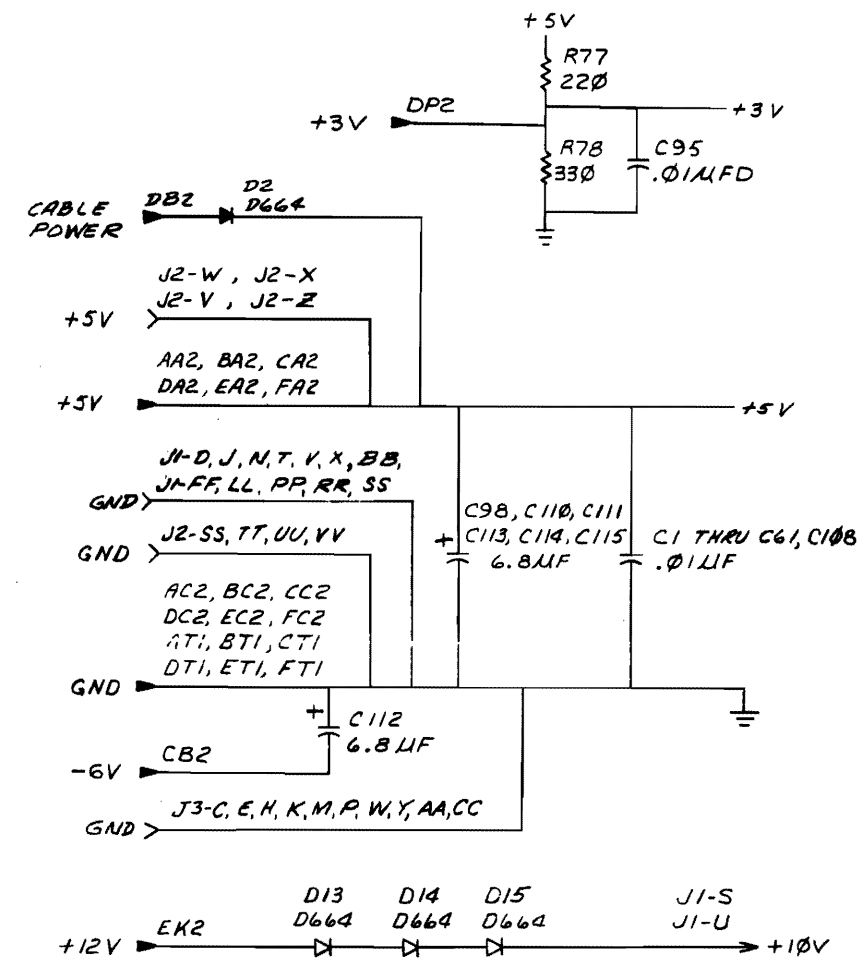 +5V
R77
22Ø
+3V
DP2
+3V
R78
33Ø
C95
.Ø1µFD
CABLE
POWER
DB2
D2
D664
J2-W, J2-X
J2-V, J2-Z
+5V
AA2, BA2, CA2
DA2, EA2, FA2
+5V
+5V
J1-D, J, N, T, V, X, BB,
J1-FF, LL, PP, RR, SS
GND
J2-SS, TT, UU, VV
GND
C98, C11Ø, C111
C113, C114, C115
+
6.8µF
C1 THRU C61, C1Ø8
.Ø1µF
AC2, BC2, CC2
DC2, EC2, FC2
AT1, BT1, CT1
DT1, ET1, FT1
GND
+
C112
6.8µF
-6V
CB2
J3-C, E, H, K, M, P, W, Y, AA, CC
GND
D13
D664
D14
D664
D15
D664
J1-S
J1-U
+12V
EK2
+1ØV